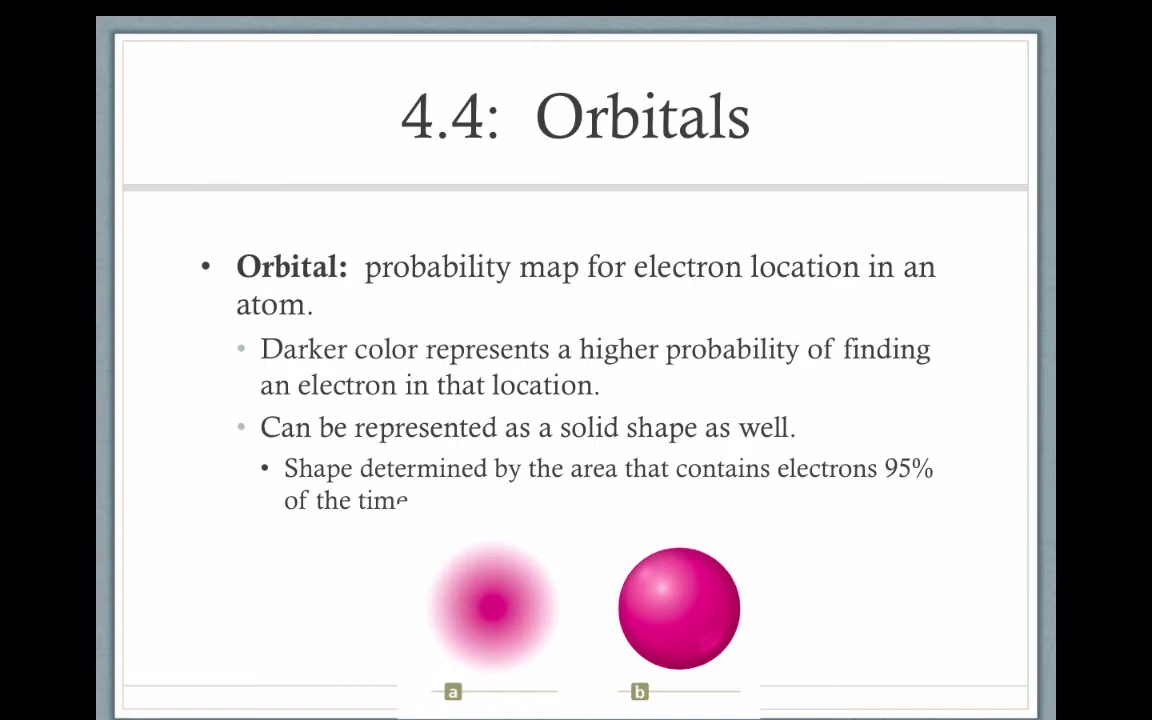 4.4: Orbitals
• Orbital: probability map for electron location in an
atom.
• Darker color represents a higher probability of finding
an electron in that location.
• Can be represented as a solid shape as well.
• Shape determined by the area that contains electrons 95%
of the time
a
b